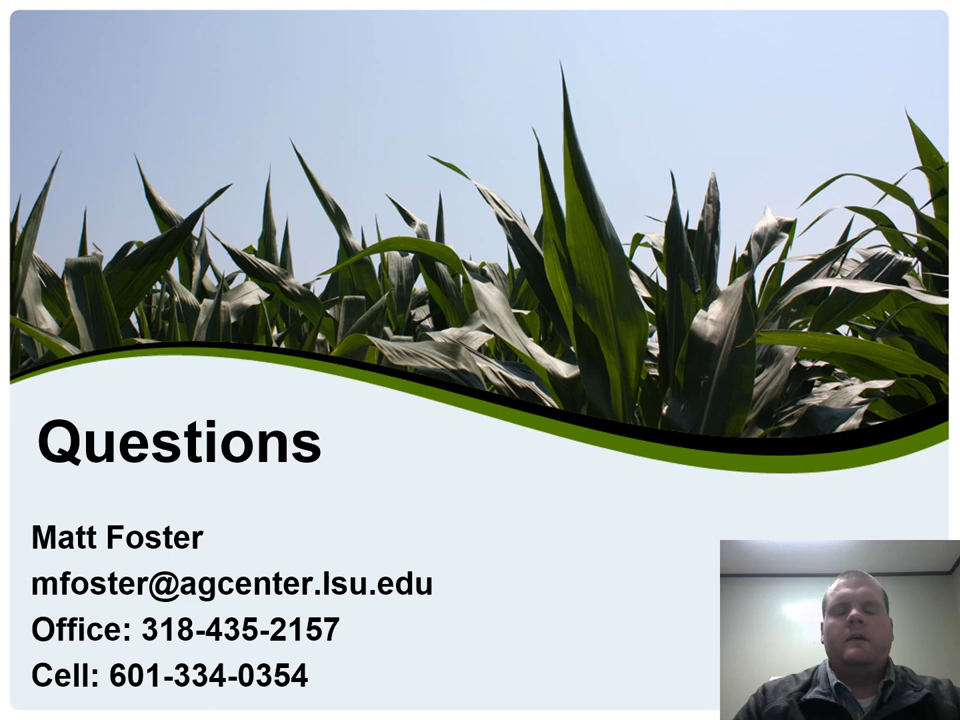 Questions
Matt Foster
mfoster@agcenter.lsu.edu
Office: 318-435-2157
Cell: 601-334-0354